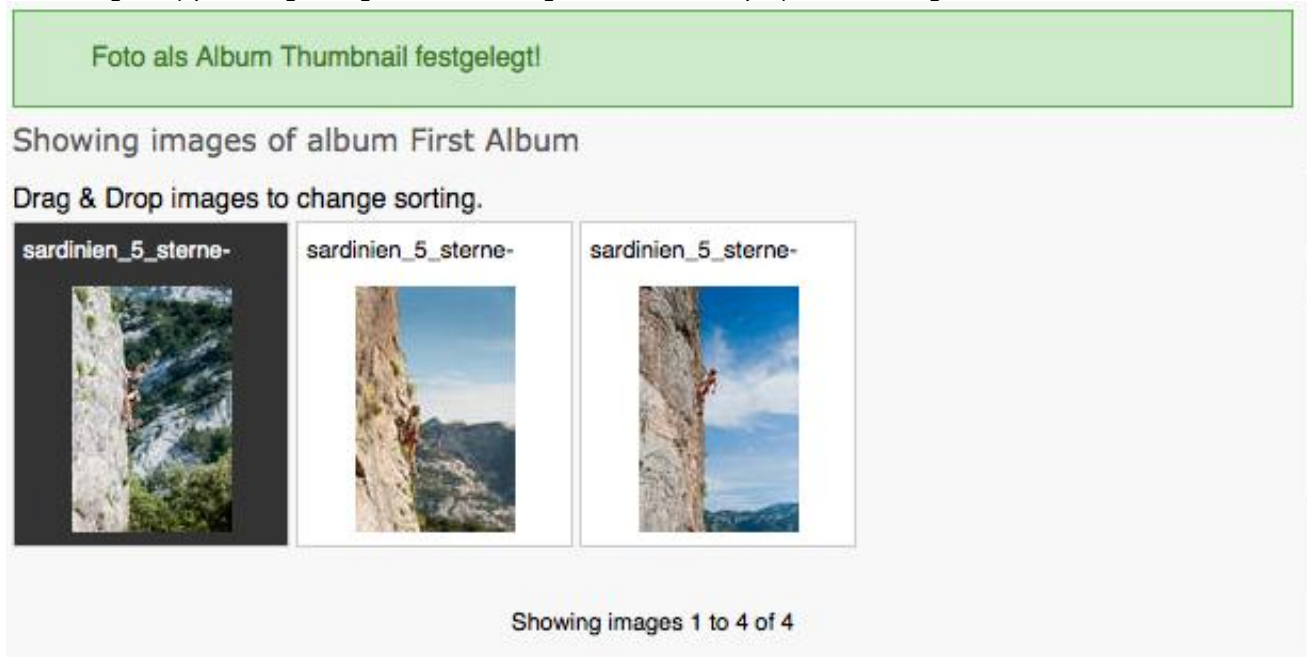 Foto als Album Thumbnail festgelegt!
Showing images of album First Album
Drag & Drop images to change sorting.
sardinien_5_sterne-
sardinien_5_sterne-
sardinien_5_sterne-
Showing images 1 to 4 of 4